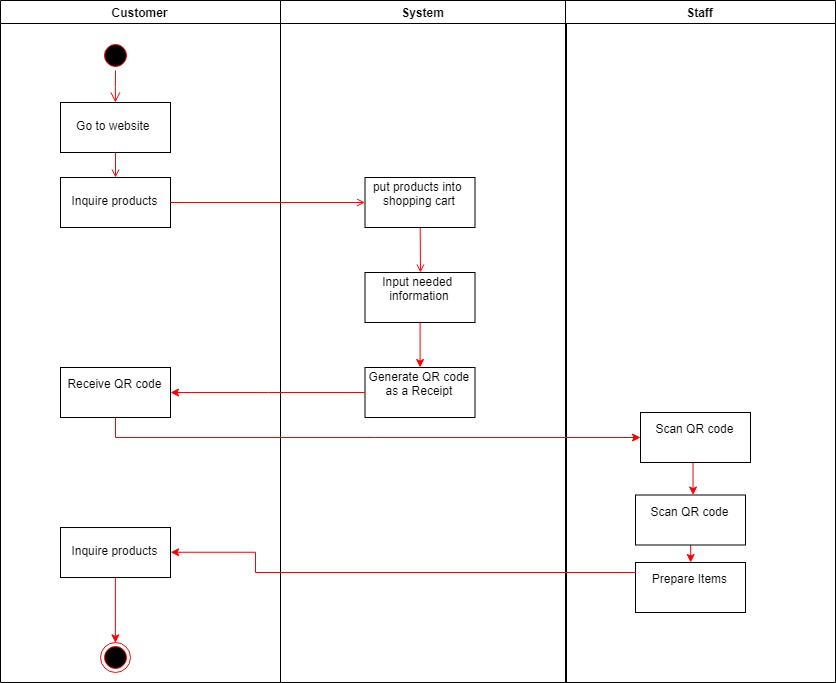 Customer
System
Staff
Go to website
Inquire products
put products into
shopping cart
Input needed
information
Generate QR code
as a Receipt
Receive QR code
Scan QR code
Scan QR code
Prepare Items
Inquire products